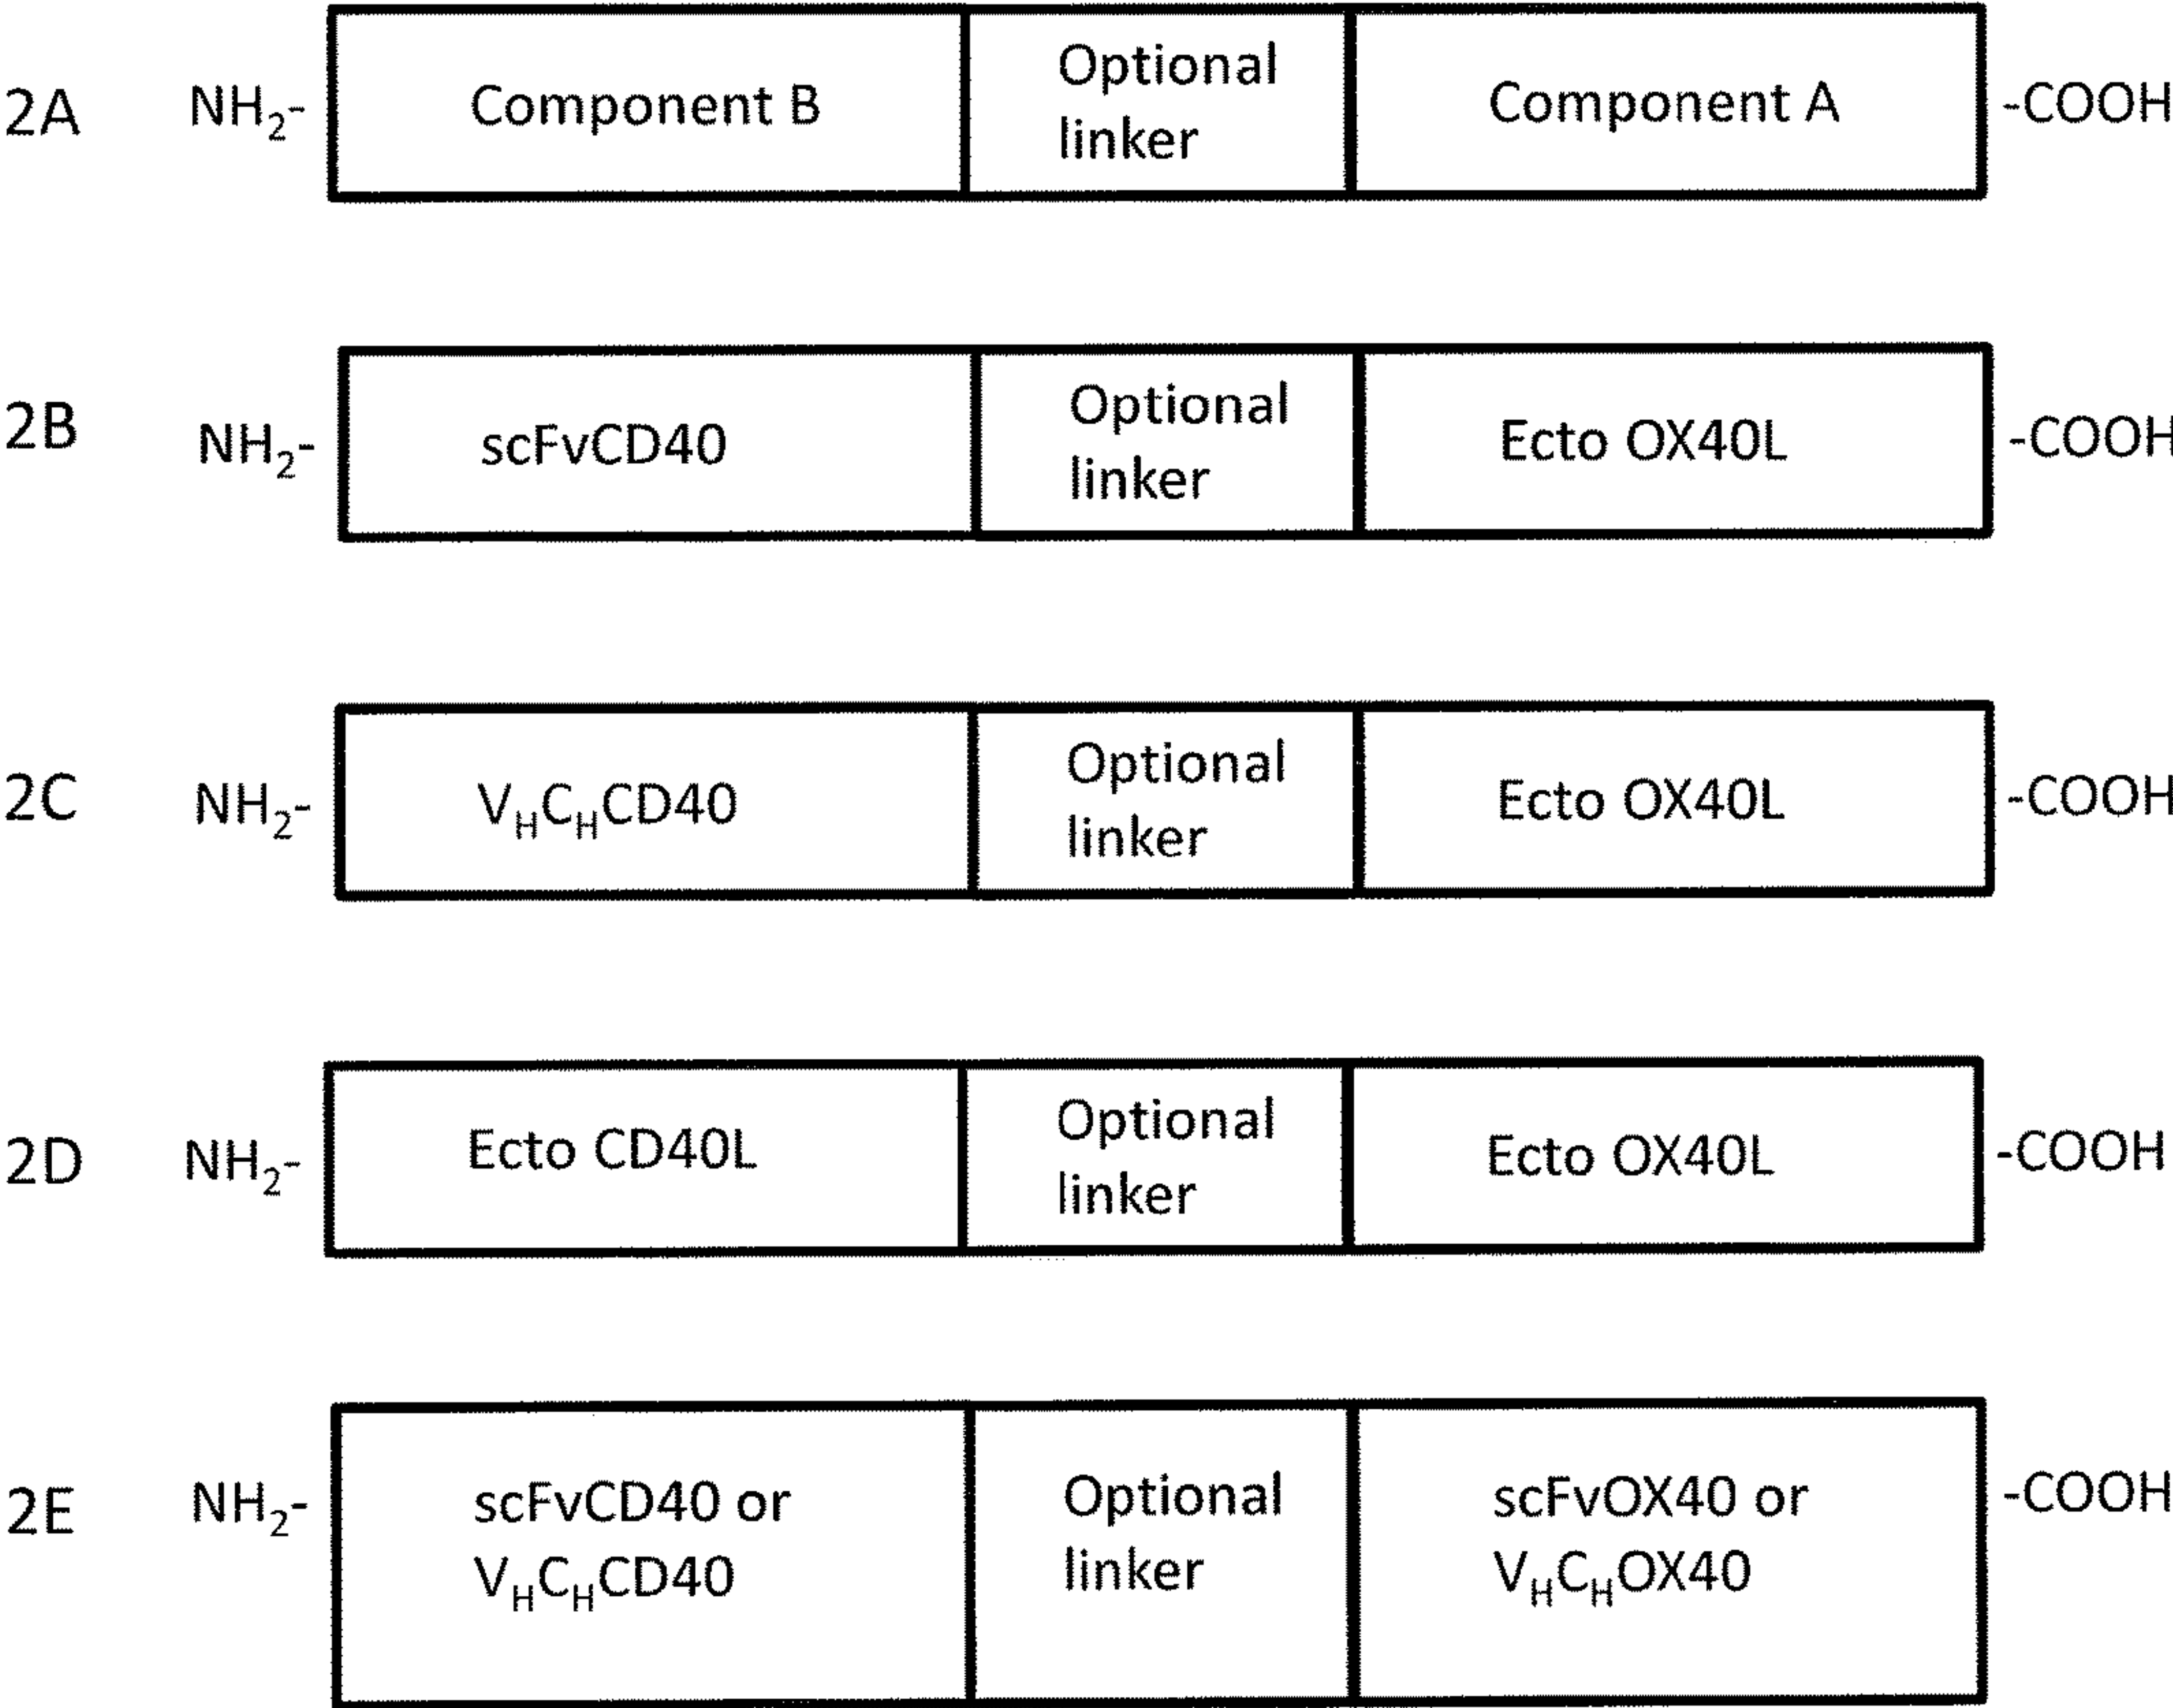 2A NH₂- Component B Optional linker Component A -COOH
2B NH₂- scFvCD40 Optional linker Ecto OX40L -COOH
2C NH₂- VHCHCD40 Optional linker Ecto OX40L -COOH
2D NH₂- Ecto CD40L Optional linker Ecto OX40L -COOH
2E NH₂- scFvCD40 or VHCHCD40 Optional linker scFvOX40 or VHCHOX40 -COOH